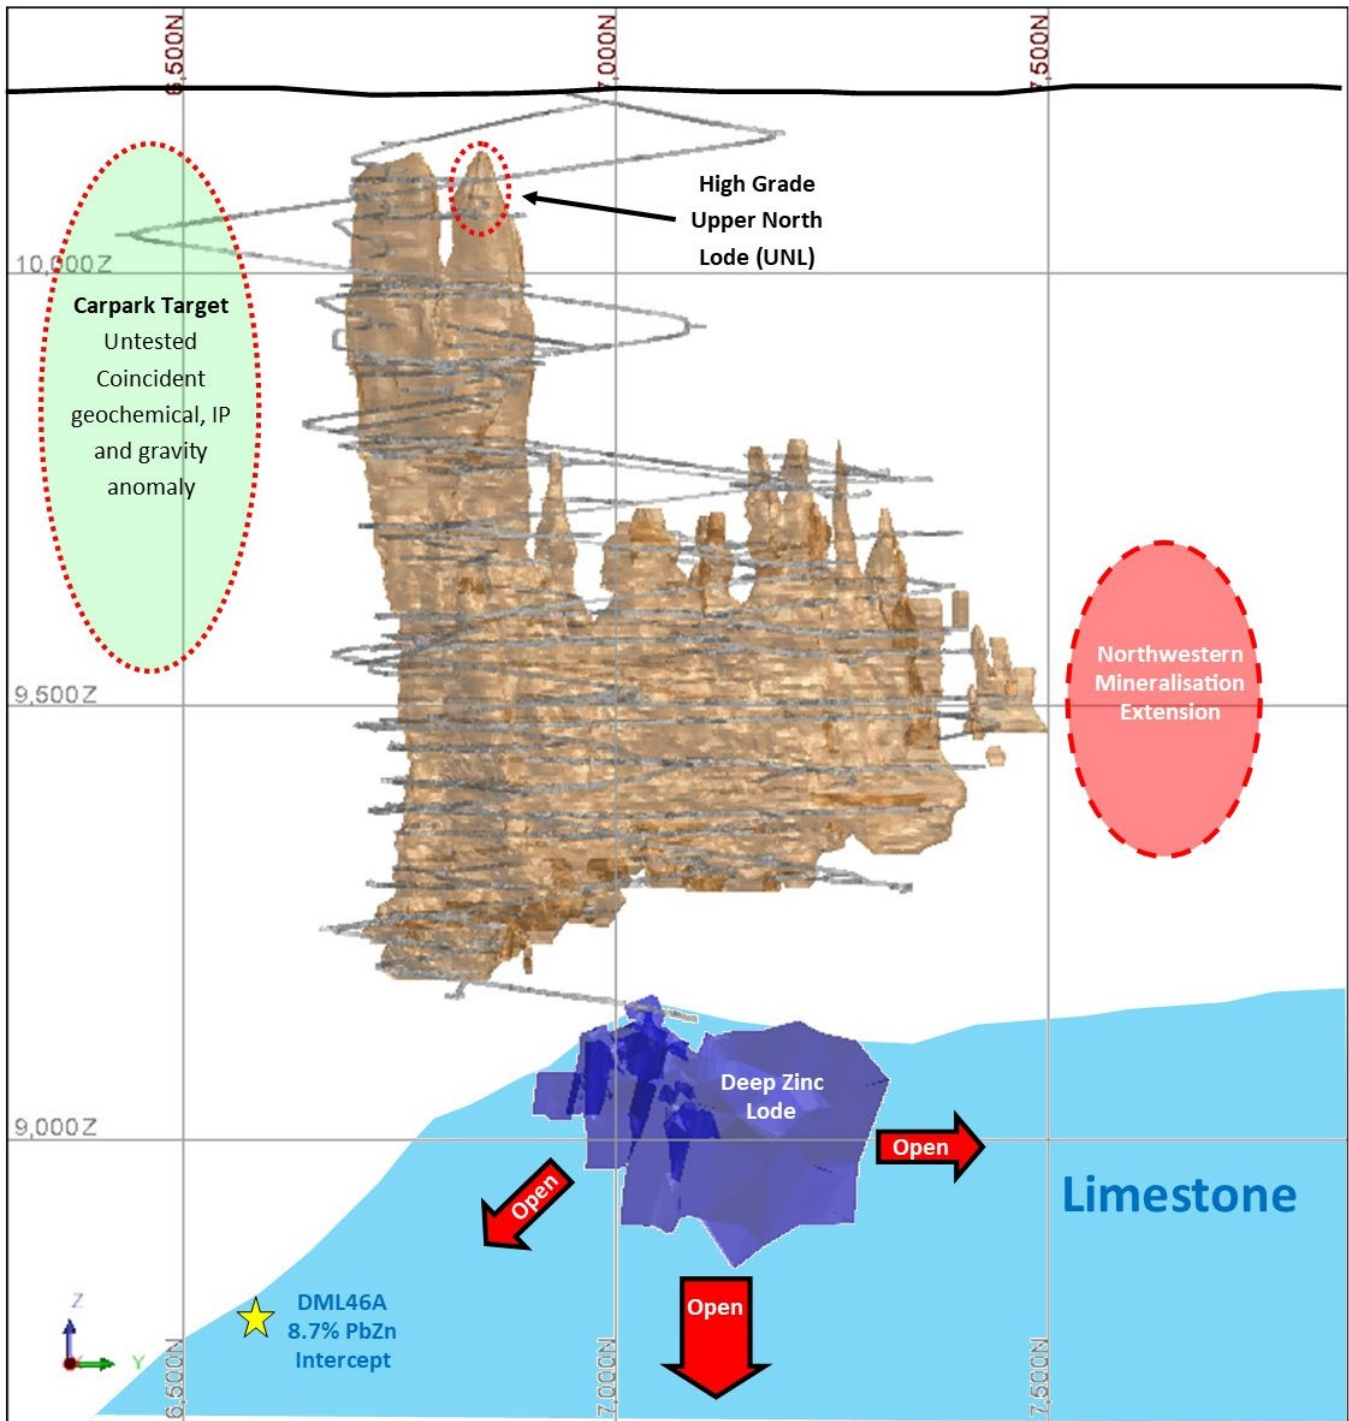 6,500N
7,000N
7,500N
High Grade
Upper North
Lode (UNL)
10,000Z
Carpark Target
Untested
Coincident
geochemical, IP
and gravity
anomaly
Northwestern
Mineralisation
Extension
9,500Z
Deep Zinc
Lode
9,000Z
Open
Open
Limestone
Open
DML46A
8.7% PbZn
Intercept
Z
Y
6,500N
7,000N
7,500N